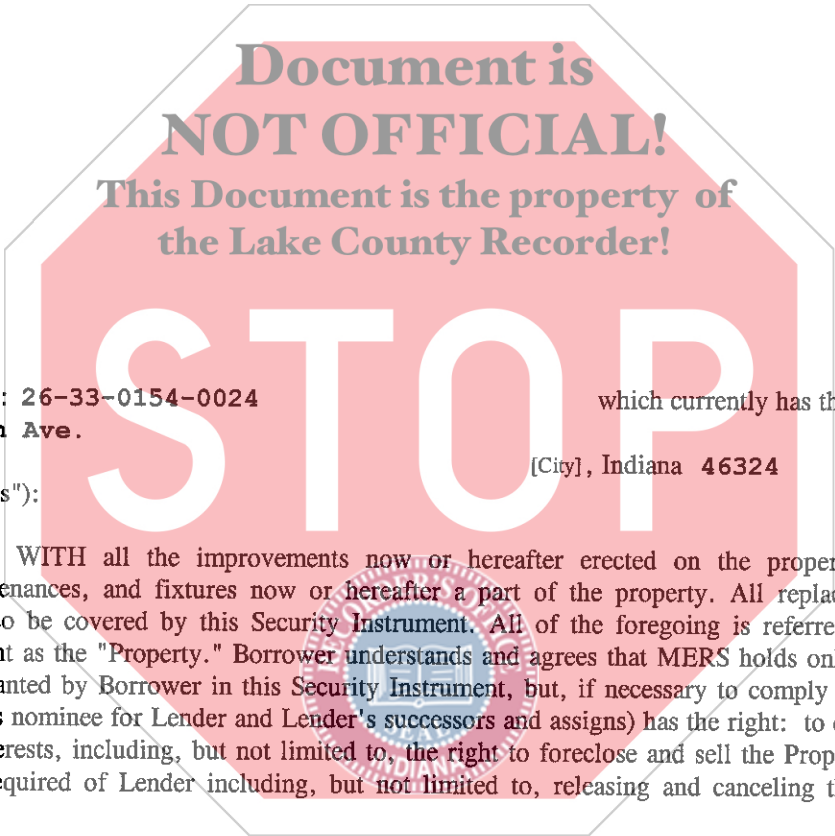 Document is
NOT OFFICIAL!
This Document is the property of
the Lake County Recorder!
STOP
: 26-33-0154-0024 which currently has th
n Ave.
[City], Indiana 46324
s"):
WITH all the improvements now or hereafter erected on the proper
enances, and fixtures now or hereafter a part of the property. All replac
o be covered by this Security Instrument. All of the foregoing is referre
nt as the "Property." Borrower understands and agrees that MERS holds on
anted by Borrower in this Security Instrument, but, if necessary to comply
s nominee for Lender and Lender's successors and assigns) has the right: to
erests, including, but not limited to, the right to foreclose and sell the Prop
equired of Lender including, but not limited to, releasing and canceling th
RECORDER'S OFFICE
SEAL
INDIANA